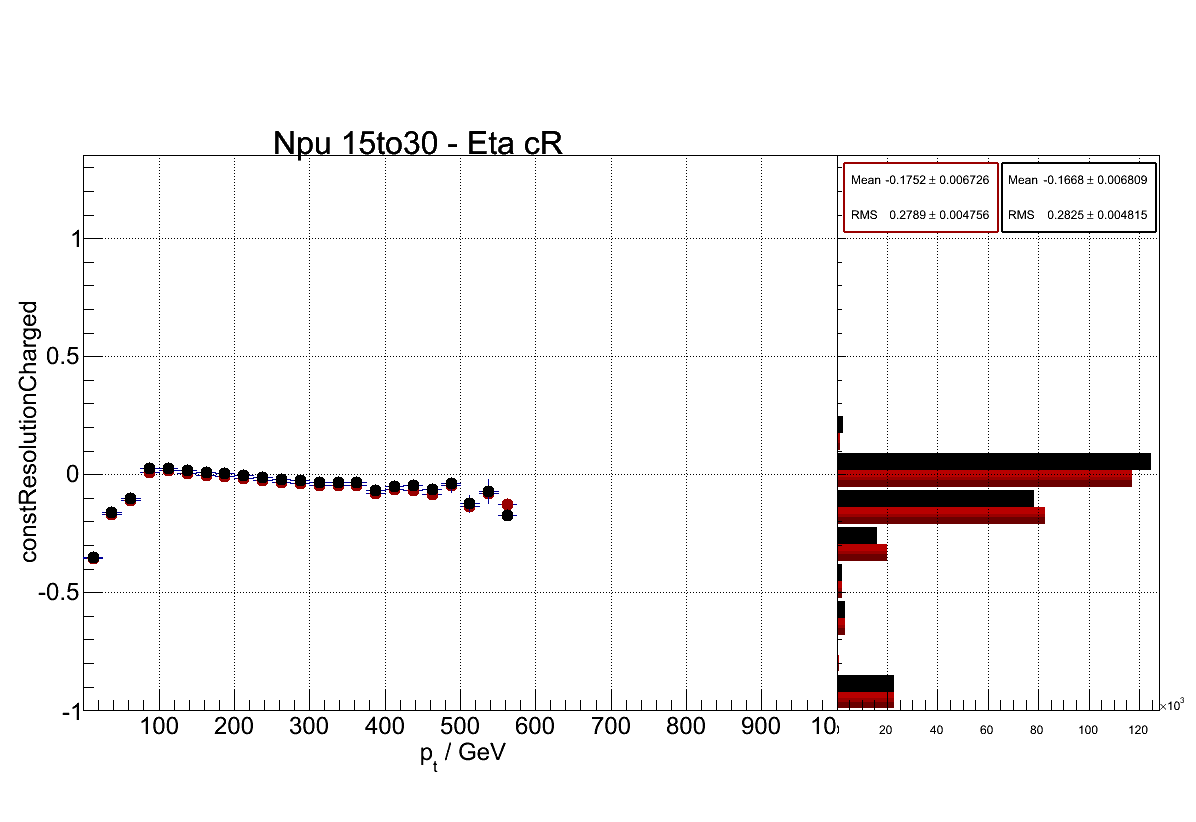 Npu 15to30 - Eta cR
Mean -0.1752 ± 0.006726
RMS 0.2789 ± 0.004756
Mean -0.1668 ± 0.006809
RMS 0.2825 ± 0.004815
constResolutionCharged
1
0.5
0
-0.5
-1
100 200 300 400 500 600 700 800 900 10
20 40 60 80 100 120
×10³
p_t / GeV